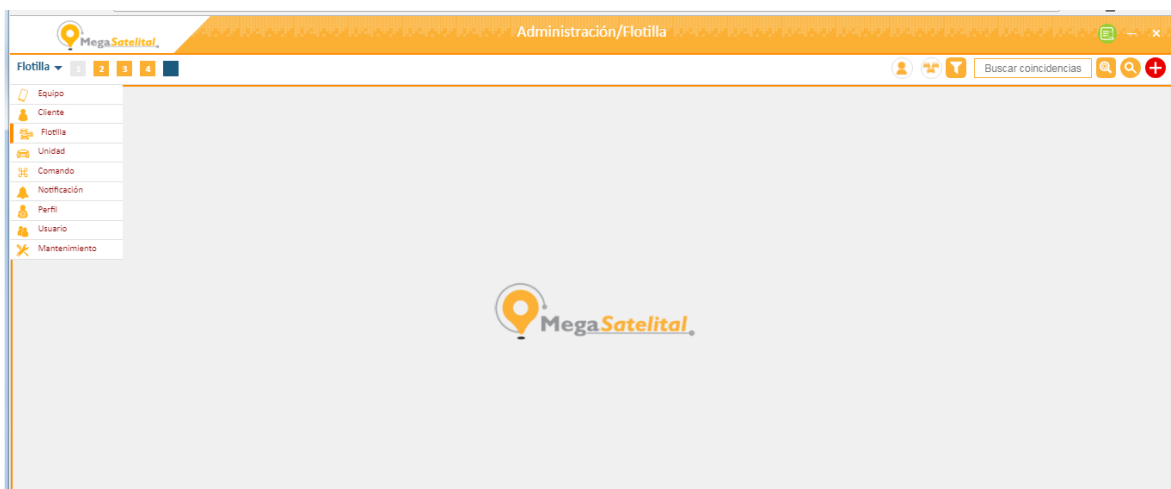 MegaSatelital
Administración/Flotilla
Flotilla 1 2 3 4
Buscar coincidencias
Equipo
Cliente
Flotilla
Unidad
Comando
Notificación
Perfil
Usuario
Mantenimiento
MegaSatelital